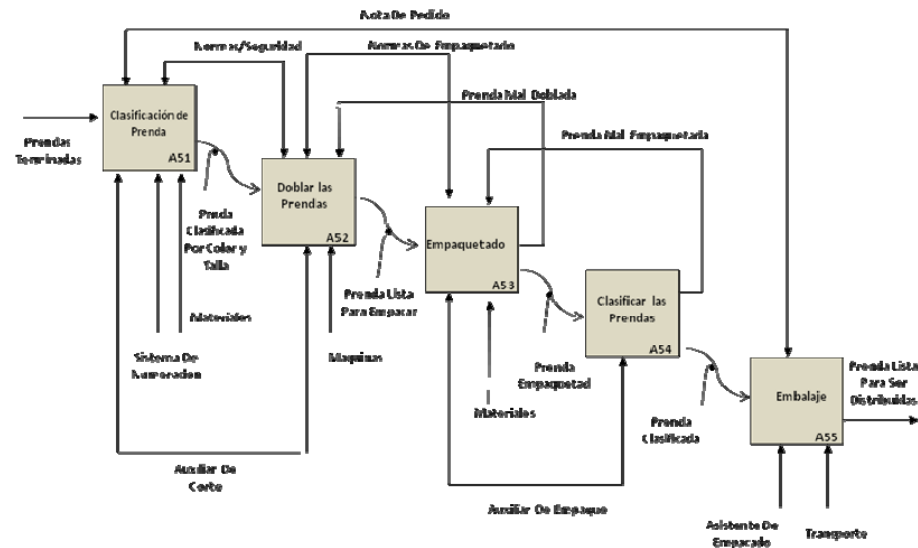 Nota De Pedido
Normas/Seguridad
Normas De Empaquetado
Prenda Mal Doblada
Prenda Mal Empaquetada
Clasificación de
Prenda
A51
Prendas
Terminadas
Doblar las
Prendas
A52
Prnda
Clasificada
Por Color y
Talla
Empaquetado
A53
Prenda Lista
Para Empacar
Clasificar las
Prendas
A54
Materiales
Sistema De
Numeracion
Maquinas
Prenda
Empaquetad
Materiales
Prenda
Clasificada
Embalaje
A55
Prenda Lista
Para Ser
Distribuidas
Auxiliar De
Corte
Auxiliar De Empaque
Asistente De
Empacado
Transporte